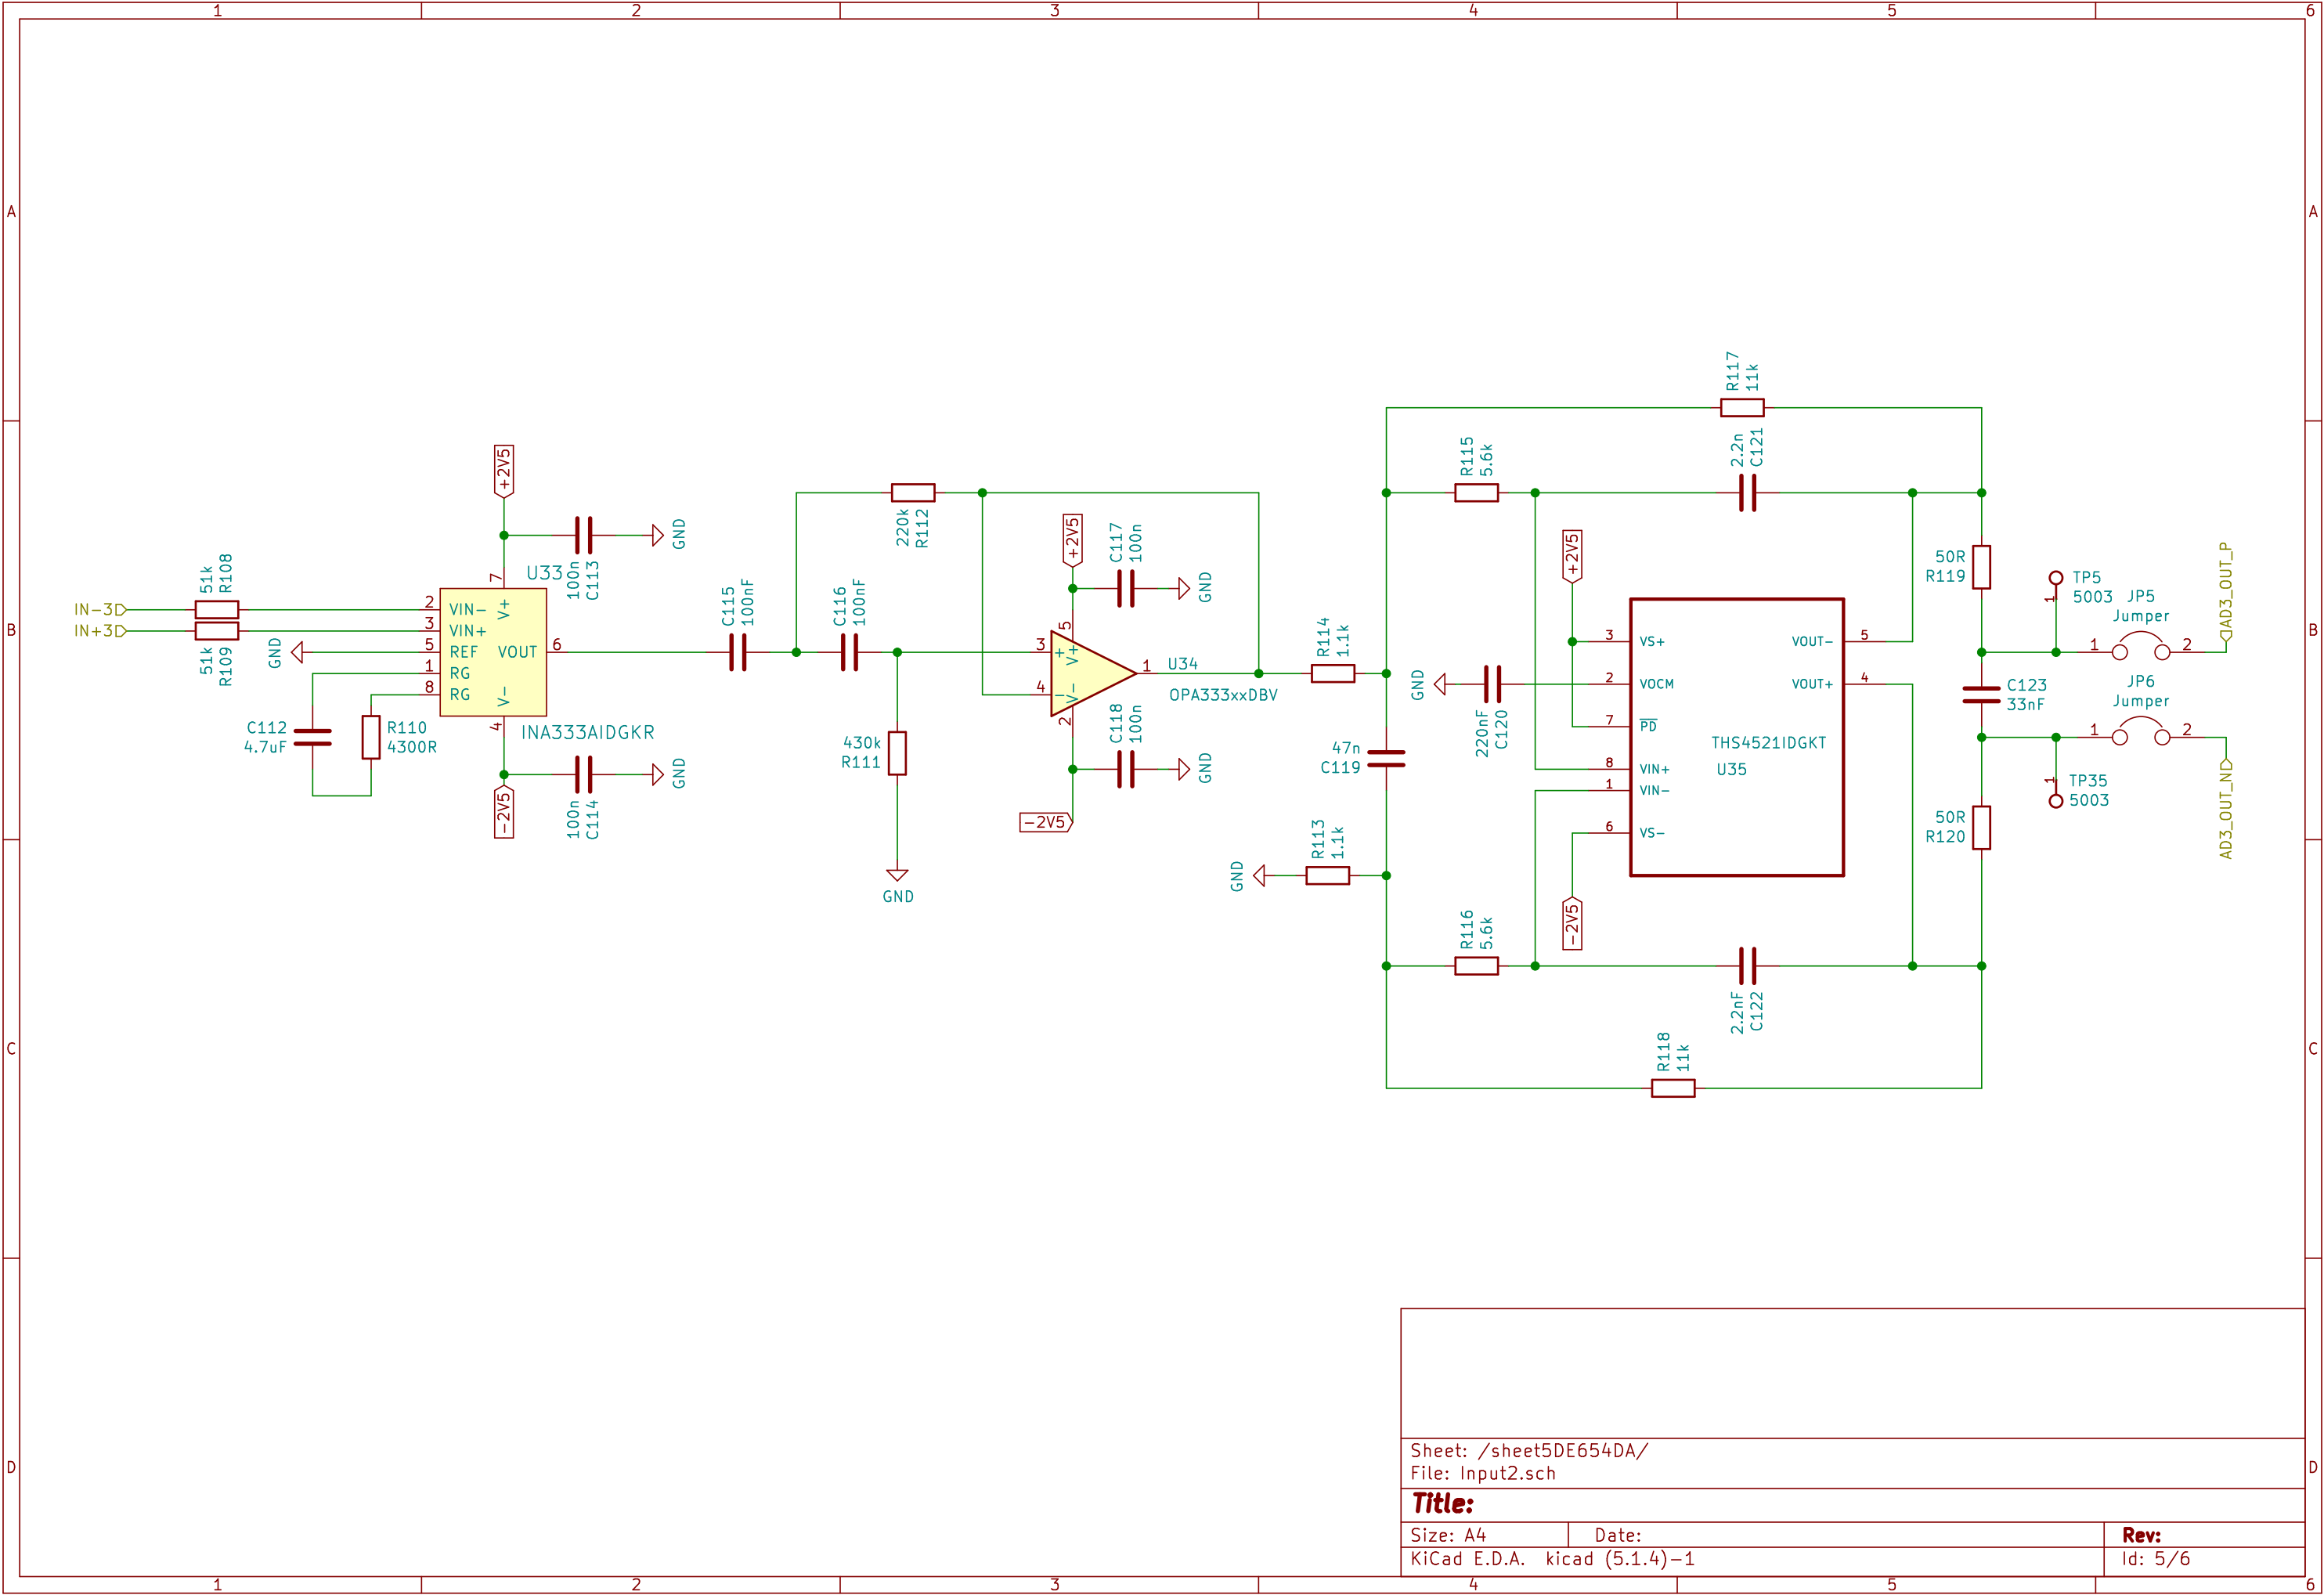 1 2 3 4 5 6
A A
B B
C C
D D
1 2 3 4 5 6
IN-3
IN+3
51k
R108
51k
R109
GND
C112
4.7uF
R110
4300R
+2V5
100n
C113
GND
U33
7
V+
2 VIN-
3 VIN+
5 REF
1 RG
8 RG
VOUT 6
V-
4
INA333AIDGKR
-2V5
100n
C114
GND
C115
100nF
C116
100nF
220k
R112
430k
R111
GND
+2V5
C117
100n
GND
5
3 +
V+
4 -
V-
2
1
U34
OPA333xxDBV
C118
100n
GND
-2V5
R114
1.1k
47n
C119
GND
R113
1.1k
R117
11k
R115
5.6k
2.2n
C121
+2V5
GND
220nF
C120
3 VS+
2 VOCM
7 PD
8 VIN+
1 VIN-
6 VS-
VOUT- 5
VOUT+ 4
THS4521IDGKT
U35
-2V5
R116
5.6k
2.2nF
C122
R118
11k
50R
R119
C123
33nF
50R
R120
TP5
5003
1
JP5
Jumper
1 2
JP6
Jumper
1 2
TP35
5003
1
AD3_OUT_P
AD3_OUT_N
Sheet: /sheet5DE654DA/
File: Input2.sch
Title:
Size: A4 Date: Rev:
KiCad E.D.A. kicad (5.1.4)-1 Id: 5/6